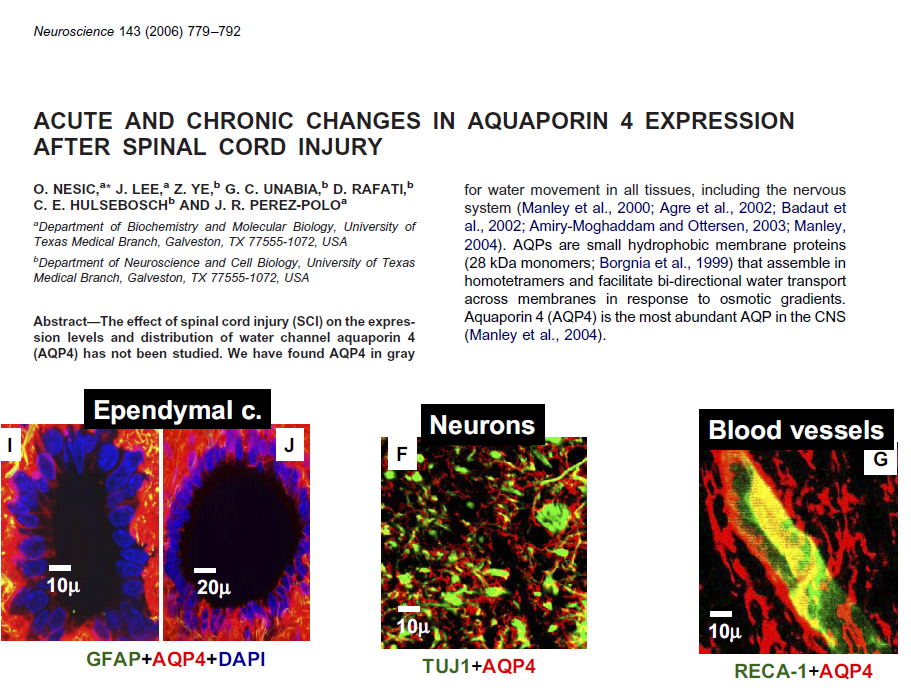 Neuroscience 143 (2006) 779–792
ACUTE AND CHRONIC CHANGES IN AQUAPORIN 4 EXPRESSION
AFTER SPINAL CORD INJURY
O. NESIC,a* J. LEE,a Z. YE,b G. C. UNABIA,b D. RAFATI,b
C. E. HULSEBOSCHb AND J. R. PEREZ-POLOa
aDepartment of Biochemistry and Molecular Biology, University of
Texas Medical Branch, Galveston, TX 77555-1072, USA
bDepartment of Neuroscience and Cell Biology, University of Texas
Medical Branch, Galveston, TX 77555-1072, USA
Abstract—The effect of spinal cord injury (SCI) on the expres-
sion levels and distribution of water channel aquaporin 4
(AQP4) has not been studied. We have found AQP4 in gray
for water movement in all tissues, including the nervous
system (Manley et al., 2000; Agre et al., 2002; Badaut et
al., 2002; Amiry-Moghaddam and Ottersen, 2003; Manley,
2004). AQPs are small hydrophobic membrane proteins
(28 kDa monomers; Borgnia et al., 1999) that assemble in
homotetramers and facilitate bi-directional water transport
across membranes in response to osmotic gradients.
Aquaporin 4 (AQP4) is the most abundant AQP in the CNS
(Manley et al., 2004).
Ependymal c.
I
J
10μ
20μ
GFAP+AQP4+DAPI
Neurons
F
10μ
TUJ1+AQP4
Blood vessels
G
10μ
RECA-1+AQP4